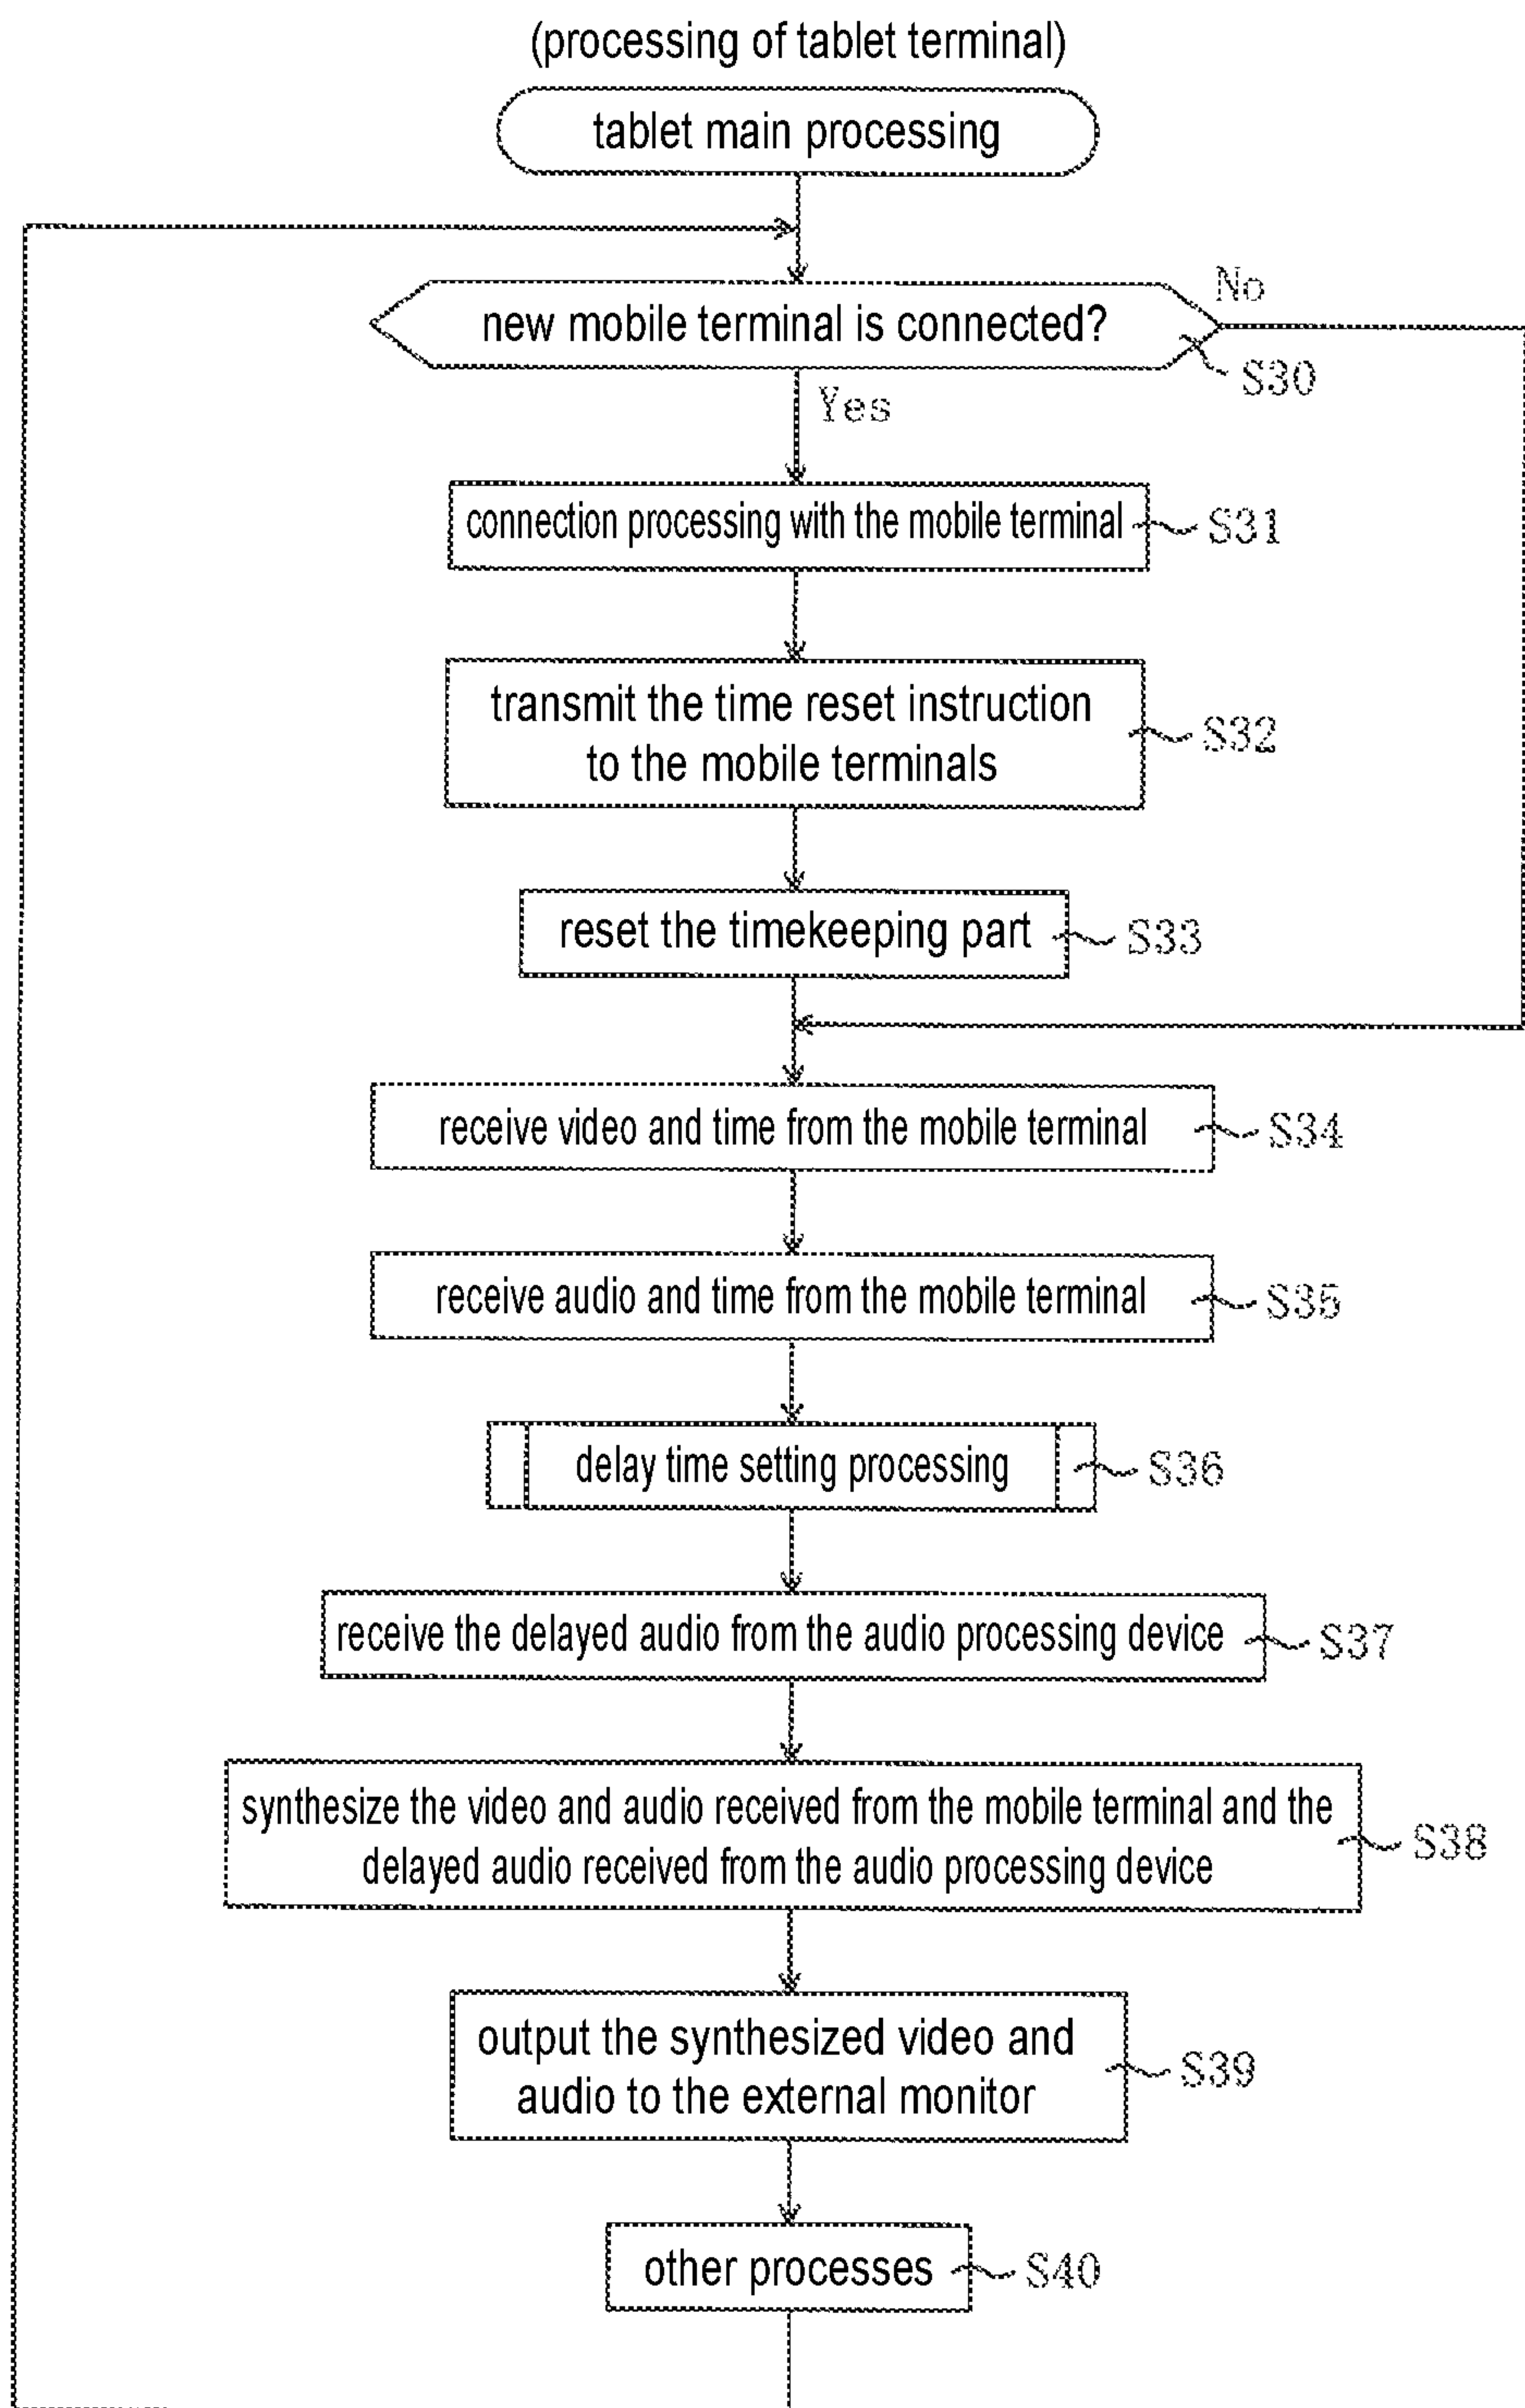 (processing of tablet terminal)
tablet main processing
new mobile terminal is connected?
No
S30
Yes
connection processing with the mobile terminal
S31
transmit the time reset instruction
to the mobile terminals
S32
reset the timekeeping part
S33
receive video and time from the mobile terminal
S34
receive audio and time from the mobile terminal
S35
delay time setting processing
S36
receive the delayed audio from the audio processing device
S37
synthesize the video and audio received from the mobile terminal and the
delayed audio received from the audio processing device
S38
output the synthesized video and
audio to the external monitor
S39
other processes
S40